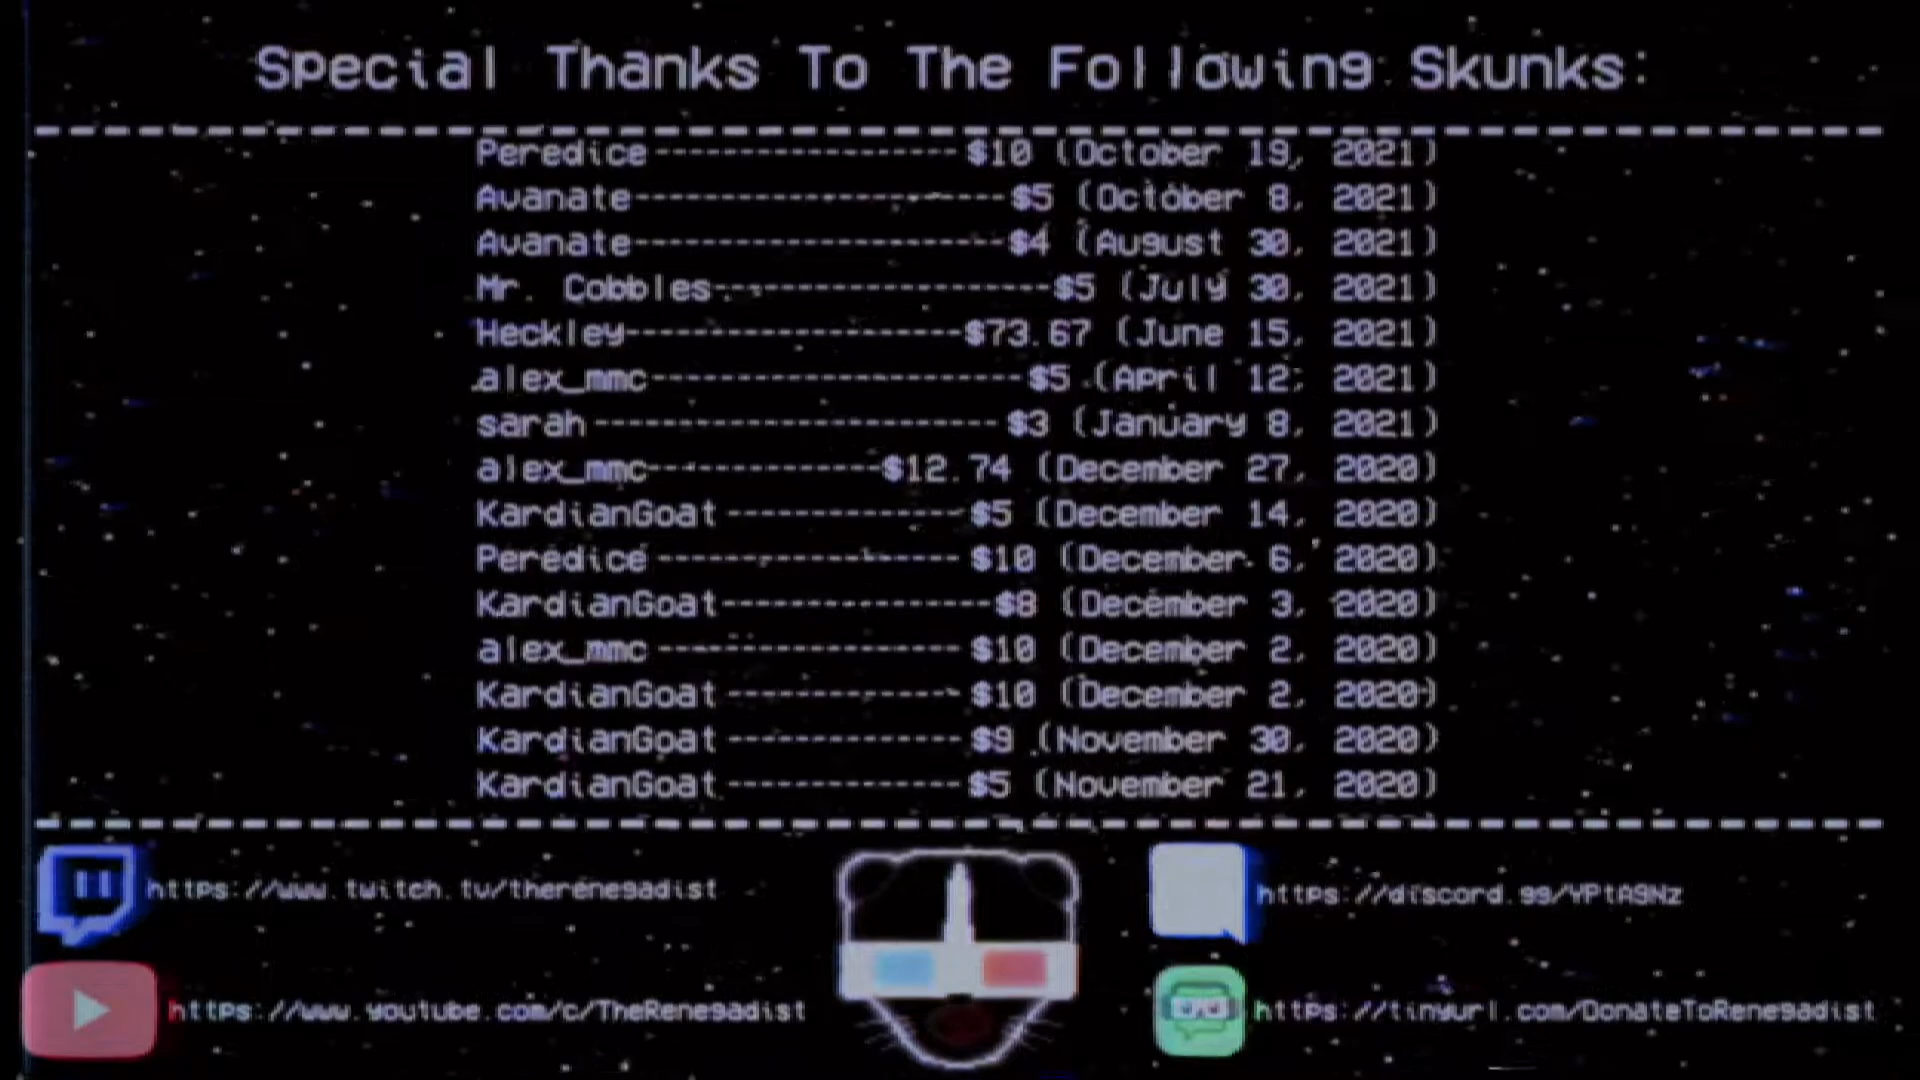 Special Thanks To The Following Skunks:
Peredice------------------$10 (October 19, 2021)
Avanate----------------------$5 (October 8, 2021)
Avanate----------------------$4 (August 30, 2021)
Mr. Cobbles--------------------$5 (July 30, 2021)
Heckley--------------------$73.67 (June 15, 2021)
alex_mmc----------------------$5 (April 12, 2021)
sarah------------------------$3 (January 8, 2021)
alex_mmc--------------$12.74 (December 27, 2020)
KardianGoat--------------$5 (December 14, 2020)
Peredice------------------$10 (December 6, 2020)
KardianGoat----------------$8 (December 3, 2020)
alex_mmc------------------$10 (December 2, 2020)
KardianGoat--------------$10 (December 2, 2020)
KardianGoat--------------$9 (November 30, 2020)
KardianGoat--------------$5 (November 21, 2020)
https://www.twitch.tv/therenegadist
https://discord.gg/YPtA9Nz
https://www.youtube.com/c/TheRenegadist
https://tinyurl.com/DonateToRenegadist